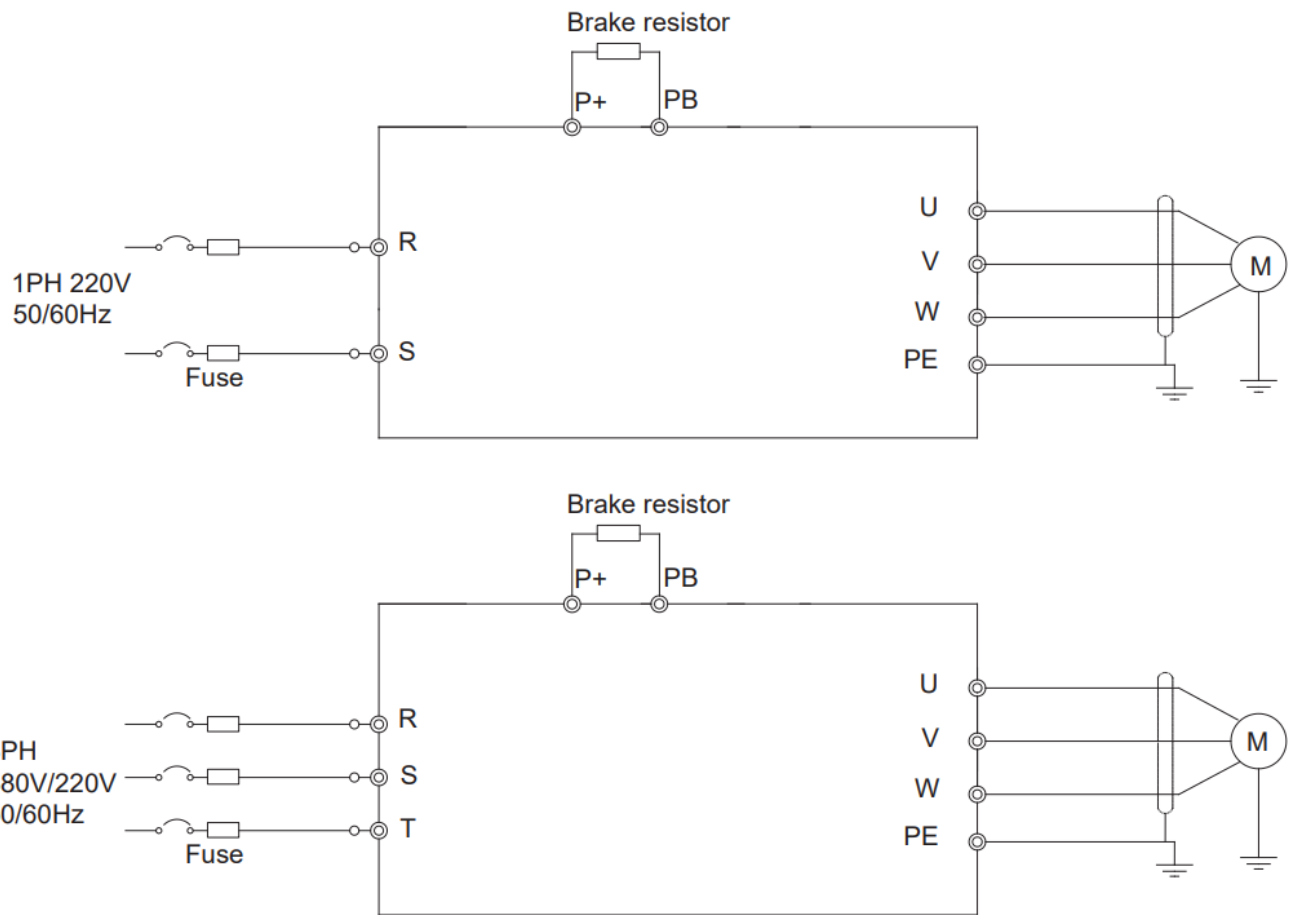 Brake resistor
P+
PB
R
1PH 220V
50/60Hz
S
Fuse
U
V
W
PE
M
Brake resistor
P+
PB
R
PH
80V/220V
0/60Hz
S
T
Fuse
U
V
W
PE
M